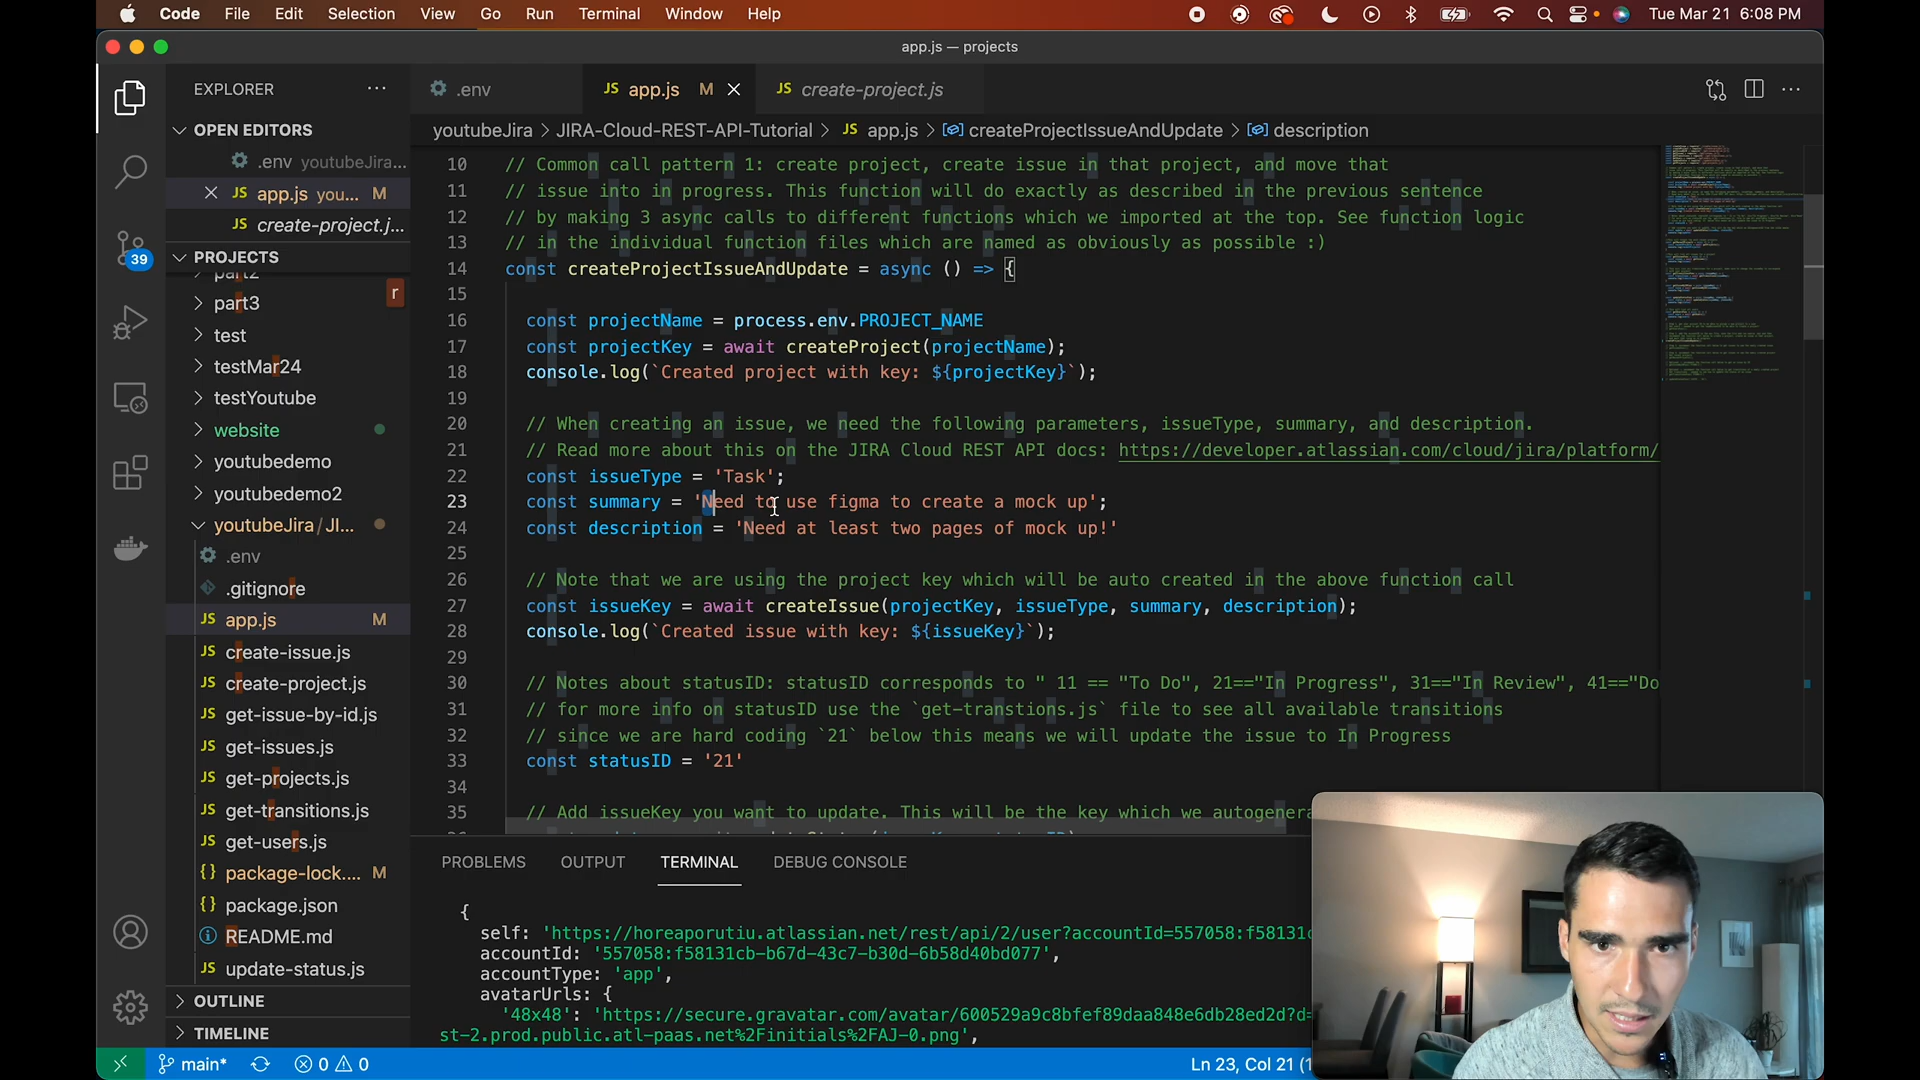 Code File Edit Selection View Go Run Terminal Window Help Tue Mar 21 6:08 PM
app.js — projects
EXPLORER
.env
JS app.js M
JS create-project.js
youtubeJira > JIRA-Cloud-REST-API-Tutorial > JS app.js > createProjectIssueAndUpdate > description
OPEN EDITORS
.env youtubeJira...
JS app.js you... M
JS create-project.j...
PROJECTS
part2
part3
r
test
testMar24
testYoutube
website
youtubedemo
youtubedemo2
youtubeJira / JI...
.env
.gitignore
JS app.js M
JS create-issue.js
JS create-project.js
JS get-issue-by-id.js
JS get-issues.js
JS get-projects.js
JS get-transitions.js
JS get-users.js
{} package-lock.... M
{} package.json
README.md
JS update-status.js
OUTLINE
TIMELINE
39
10 // Common call pattern 1: create project, create issue in that project, and move that
11 // issue into in progress. This function will do exactly as described in the previous sentence
12 // by making 3 async calls to different functions which we imported at the top. See function logic
13 // in the individual function files which are named as obviously as possible :)
14 const createProjectIssueAndUpdate = async () => {
15
16 const projectName = process.env.PROJECT_NAME
17 const projectKey = await createProject(projectName);
18 console.log(`Created project with key: ${projectKey}`);
19
20 // When creating an issue, we need the following parameters, issueType, summary, and description.
21 // Read more about this on the JIRA Cloud REST API docs: https://developer.atlassian.com/cloud/jira/platform/
22 const issueType = 'Task';
23 const summary = 'Need to use figma to create a mock up';
24 const description = 'Need at least two pages of mock up!'
25
26 // Note that we are using the project key which will be auto created in the above function call
27 const issueKey = await createIssue(projectKey, issueType, summary, description);
28 console.log(`Created issue with key: ${issueKey}`);
29
30 // Notes about statusID: statusID corresponds to " 11 == "To Do", 21=="In Progress", 31=="In Review", 41=="Do
31 // for more info on statusID use the `get-transtions.js` file to see all available transitions
32 // since we are hard coding `21` below this means we will update the issue to In Progress
33 const statusID = '21'
34
35 // Add issueKey you want to update. This will be the key which we autogenera
PROBLEMS OUTPUT TERMINAL DEBUG CONSOLE
{
self: 'https://horeaporutiu.atlassian.net/rest/api/2/user?accountId=557058:f58131c
accountId: '557058:f58131cb-b67d-43c7-b30d-6b58d40bd077',
accountType: 'app',
avatarUrls: {
'48x48': 'https://secure.gravatar.com/avatar/600529a9c8bfef89daa848e6db28ed2d?d=
st-2.prod.public.atl-paas.net%2Finitials%2FAJ-0.png',
main* 0 0 Ln 23, Col 21 (1